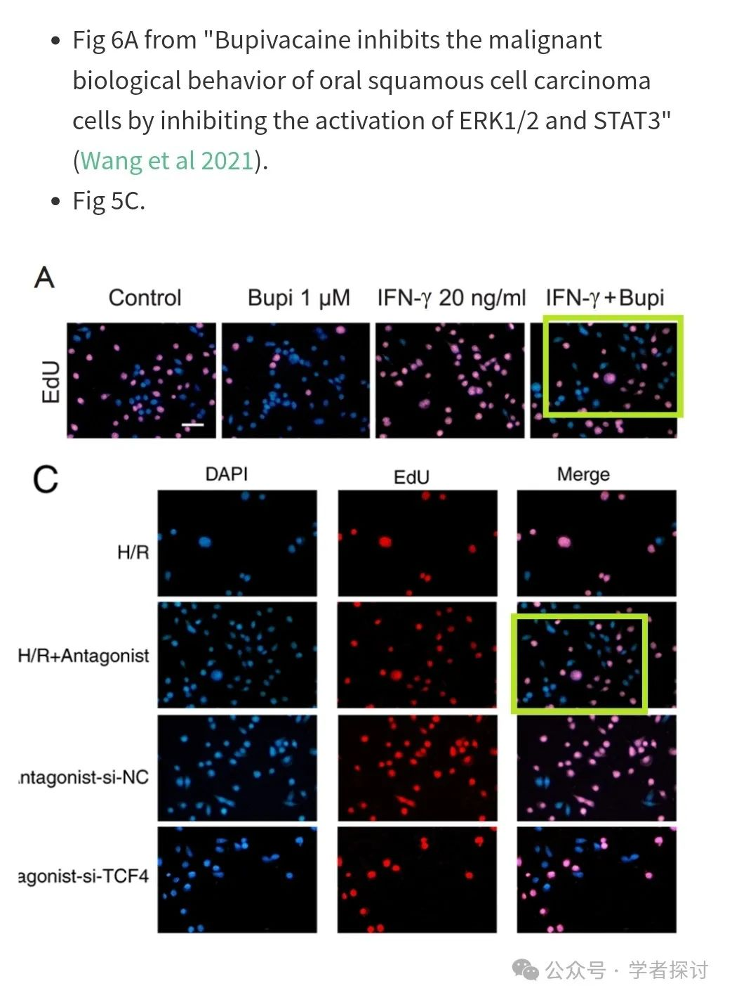 • Fig 6A from "Bupivacaine inhibits the malignant
biological behavior of oral squamous cell carcinoma
cells by inhibiting the activation of ERK1/2 and STAT3"
(Wang et al 2021).
• Fig 5C.
A
Control Bupi 1 μM IFN-γ 20 ng/ml IFN-γ+Bupi
EdU
C
DAPI EdU Merge
H/R
H/R+Antagonist
ntagonist-si-NC
agonist-si-TCF4
公众号 · 学者探讨